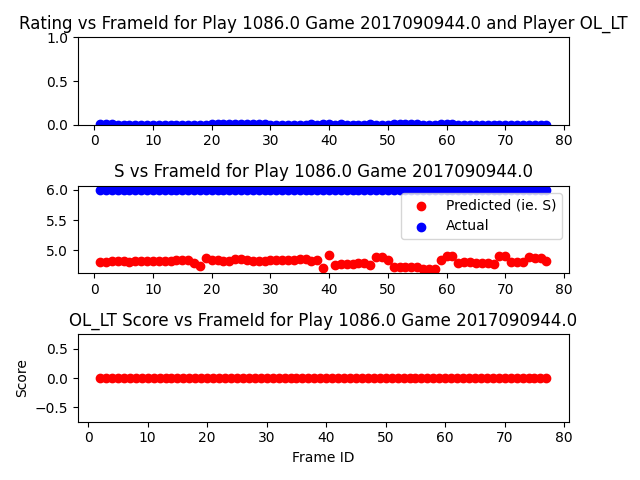 Rating vs FrameId for Play 1086.0 Game 2017090944.0 and Player OL_LT
1.0
0.5
0.0
0 10 20 30 40 50 60 70 80
S vs FrameId for Play 1086.0 Game 2017090944.0
6.0
5.5
5.0
Predicted (ie. S)
Actual
0 10 20 30 40 50 60 70 80
OL_LT Score vs FrameId for Play 1086.0 Game 2017090944.0
Score
0.5
0.0
−0.5
0 10 20 30 40 50 60 70 80
Frame ID